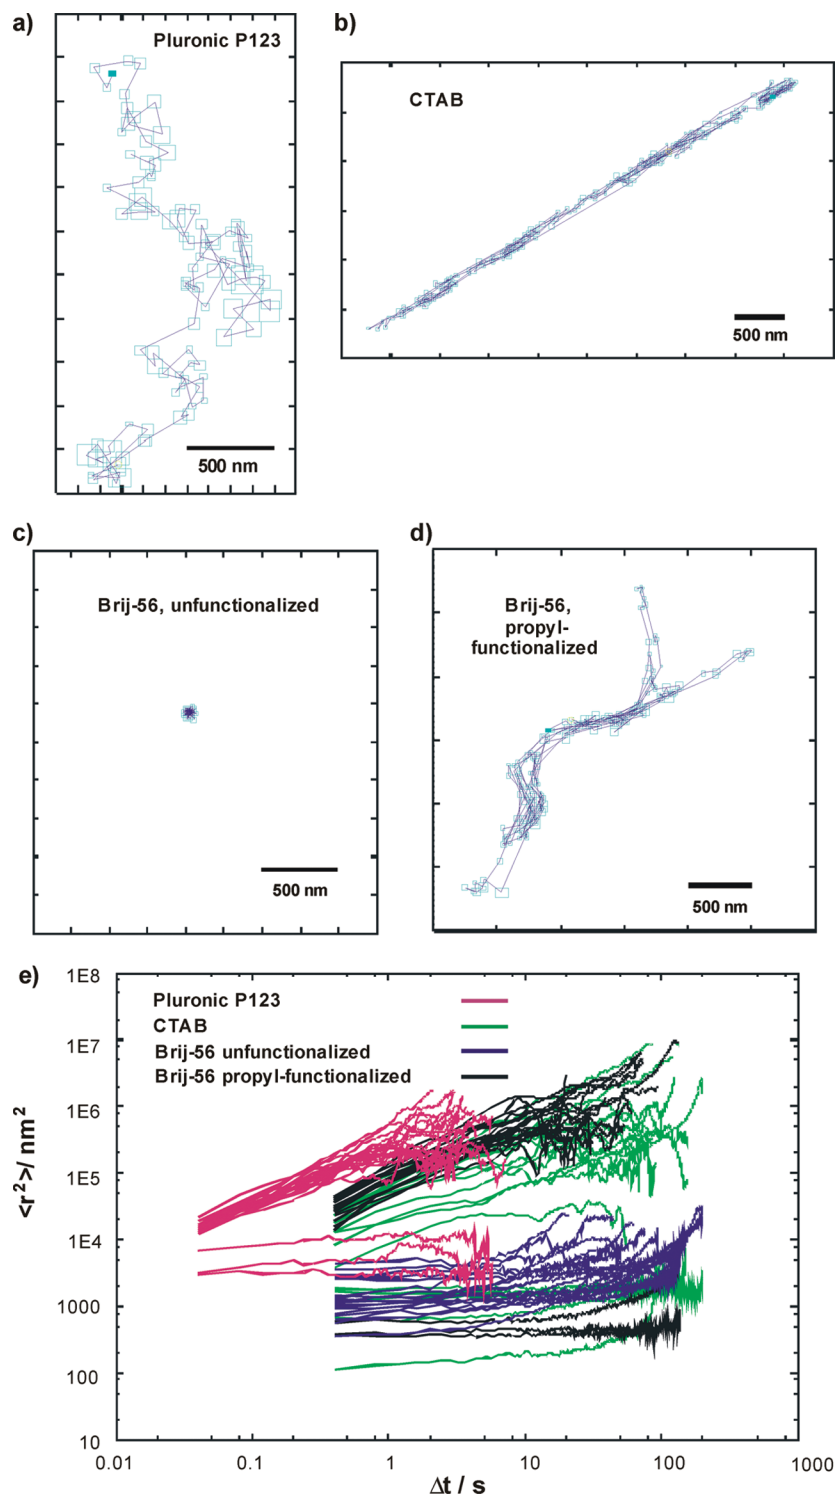 a)
Pluronic P123
500 nm
b)
CTAB
500 nm
c)
Brij-56, unfunctionalized
500 nm
d)
Brij-56,
propyl-
functionalized
500 nm
e)
1E8
1E7
1E6
1E5
1E4
1000
100
10
<r²>/ nm²
Pluronic P123
CTAB
Brij-56 unfunctionalized
Brij-56 propyl-functionalized
0.01 0.1 1 10 100 1000
Δt / s